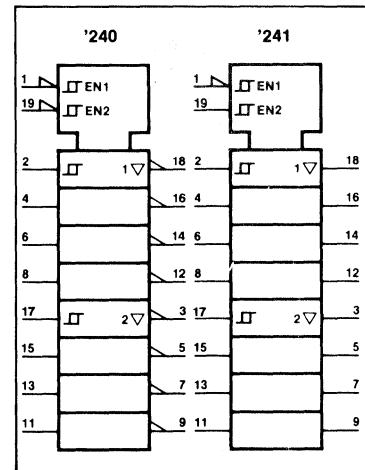 '240 '241
1 EN1 1 EN1
19 EN2 19 EN2
2 1 ▽ 18 2 1 ▽ 18
4 16 4 16
6 14 6 14
8 12 8 12
17 2 ▽ 3 17 2 ▽ 3
15 5 15 5
13 7 13 7
11 9 11 9